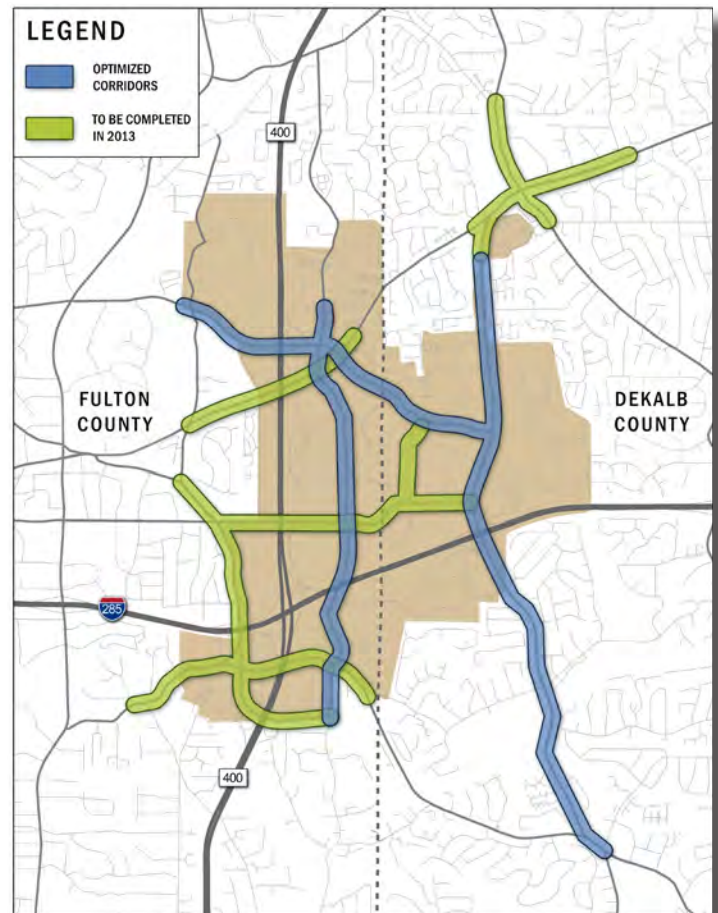 LEGEND
OPTIMIZED
CORRIDORS
TO BE COMPLETED
IN 2013
400
FULTON
COUNTY
DEKALB
COUNTY
285
400